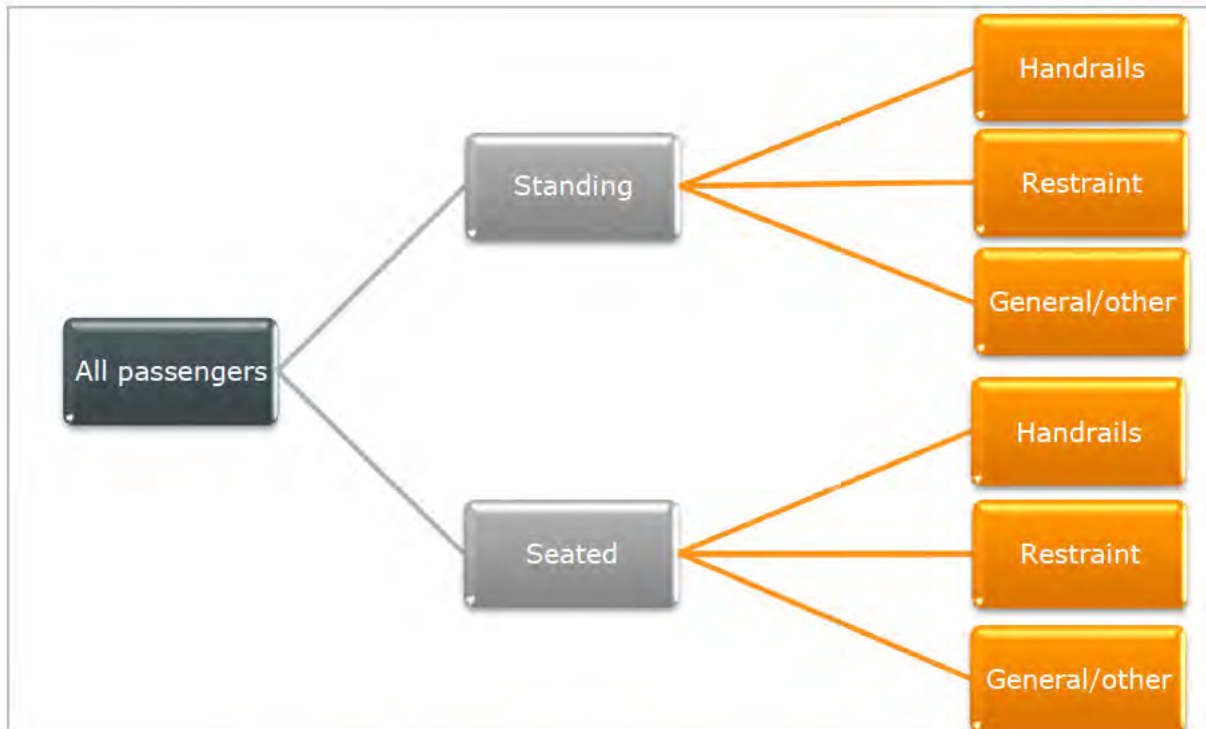 Handrails
Standing
Restraint
General/other
All passengers
Handrails
Seated
Restraint
General/other